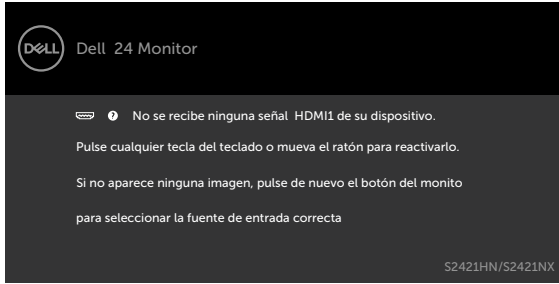 DELL
Dell 24 Monitor
No se recibe ninguna señal HDMI1 de su dispositivo.
Pulse cualquier tecla del teclado o mueva el ratón para reactivarlo.
Si no aparece ninguna imagen, pulse de nuevo el botón del monito
para seleccionar la fuente de entrada correcta
S2421HN/S2421NX